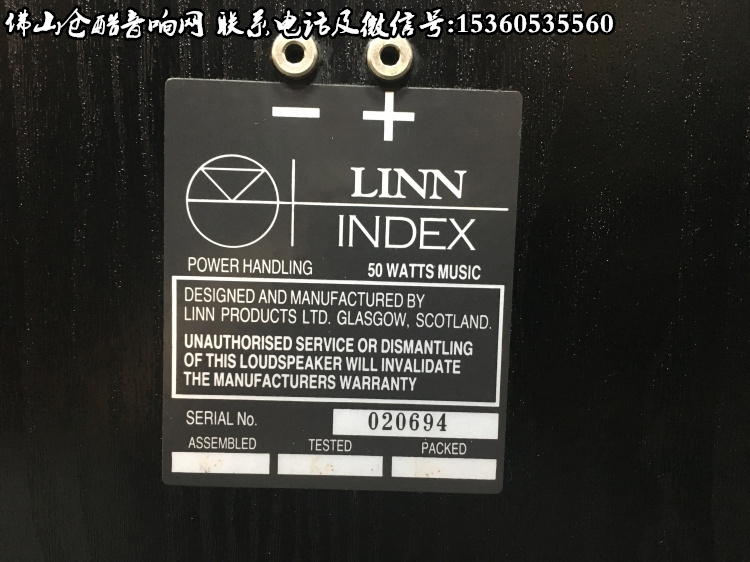 佛山仓酷音响网 联系电话及微信号:15360535560
− +
LINN
INDEX
POWER HANDLING 50 WATTS MUSIC
DESIGNED AND MANUFACTURED BY
LINN PRODUCTS LTD. GLASGOW, SCOTLAND.
UNAUTHORISED SERVICE OR DISMANTLING
OF THIS LOUDSPEAKER WILL INVALIDATE
THE MANUFACTURERS WARRANTY
SERIAL No. 020694
ASSEMBLED TESTED PACKED